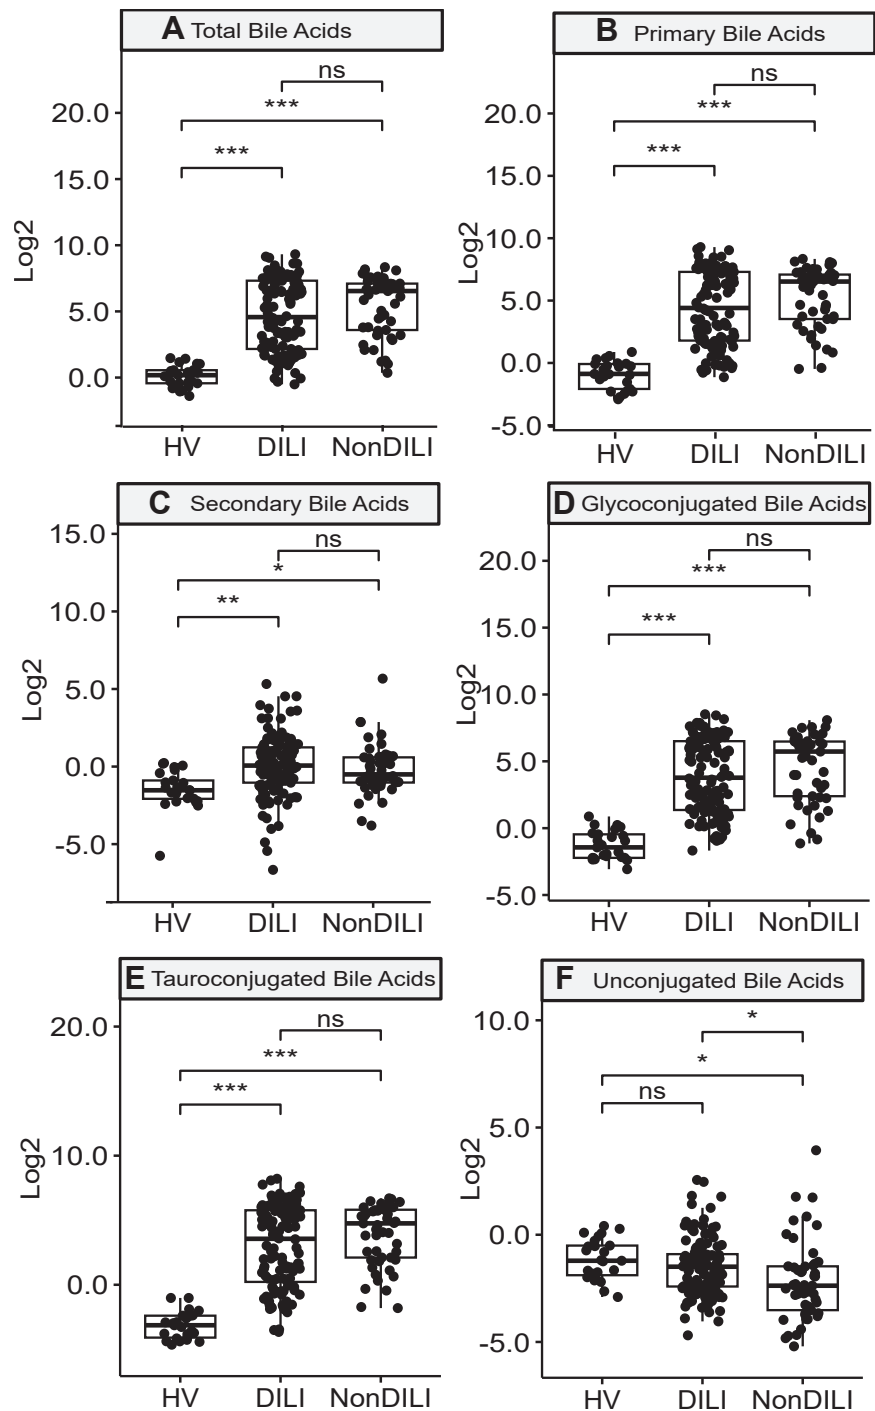 A Total Bile Acids
ns
***
***
20.0
15.0
10.0
5.0
0.0
Log2
HV DILI NonDILI
B Primary Bile Acids
ns
***
***
20.0
15.0
10.0
5.0
0.0
-5.0
Log2
HV DILI NonDILI
C Secondary Bile Acids
ns
*
**
15.0
10.0
5.0
0.0
-5.0
Log2
HV DILI NonDILI
D Glycoconjugated Bile Acids
ns
***
***
20.0
15.0
10.0
5.0
0.0
-5.0
Log2
HV DILI NonDILI
E Tauroconjugated Bile Acids
ns
***
***
20.0
10.0
0.0
Log2
HV DILI NonDILI
F Unconjugated Bile Acids
*
*
ns
10.0
5.0
0.0
-5.0
Log2
HV DILI NonDILI